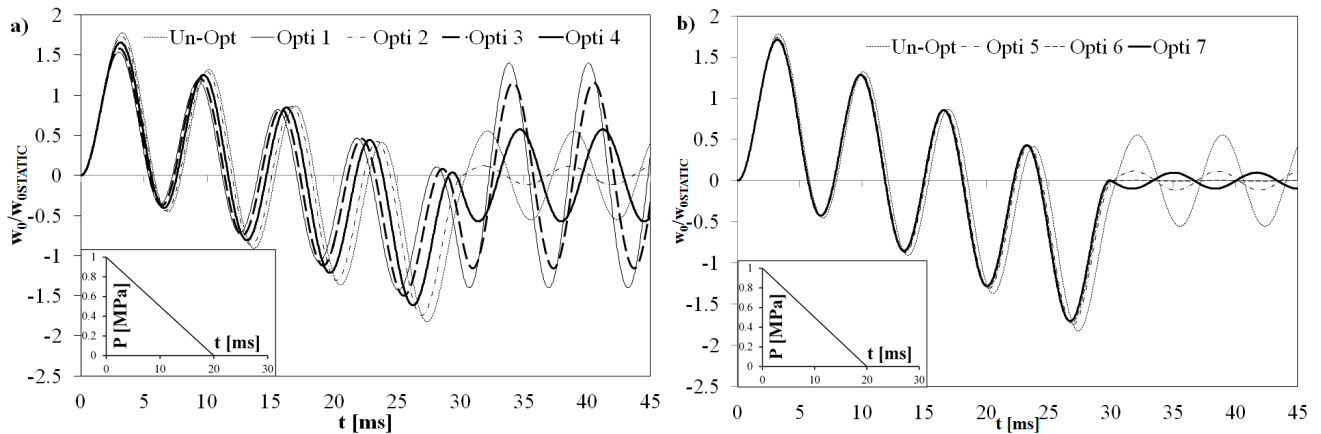 a)
Un-Opt Opti 1 Opti 2 Opti 3 Opti 4
2
1.5
1
0.5
0
-0.5
-1
-1.5
-2
-2.5
w0/w0STATIC
0 5 10 15 20 25 30 35 40 45
t [ms]
1
0.8
0.6
0.4
0.2
0
P [MPa]
t [ms]
0 10 20 30
b)
Un-Opt Opti 5 Opti 6 Opti 7
2
1.5
1
0.5
0
-0.5
-1
-1.5
-2
-2.5
w0/w0STATIC
0 5 10 15 20 25 30 35 40 45
t [ms]
1
0.8
0.6
0.4
0.2
0
P [MPa]
t [ms]
0 10 20 30